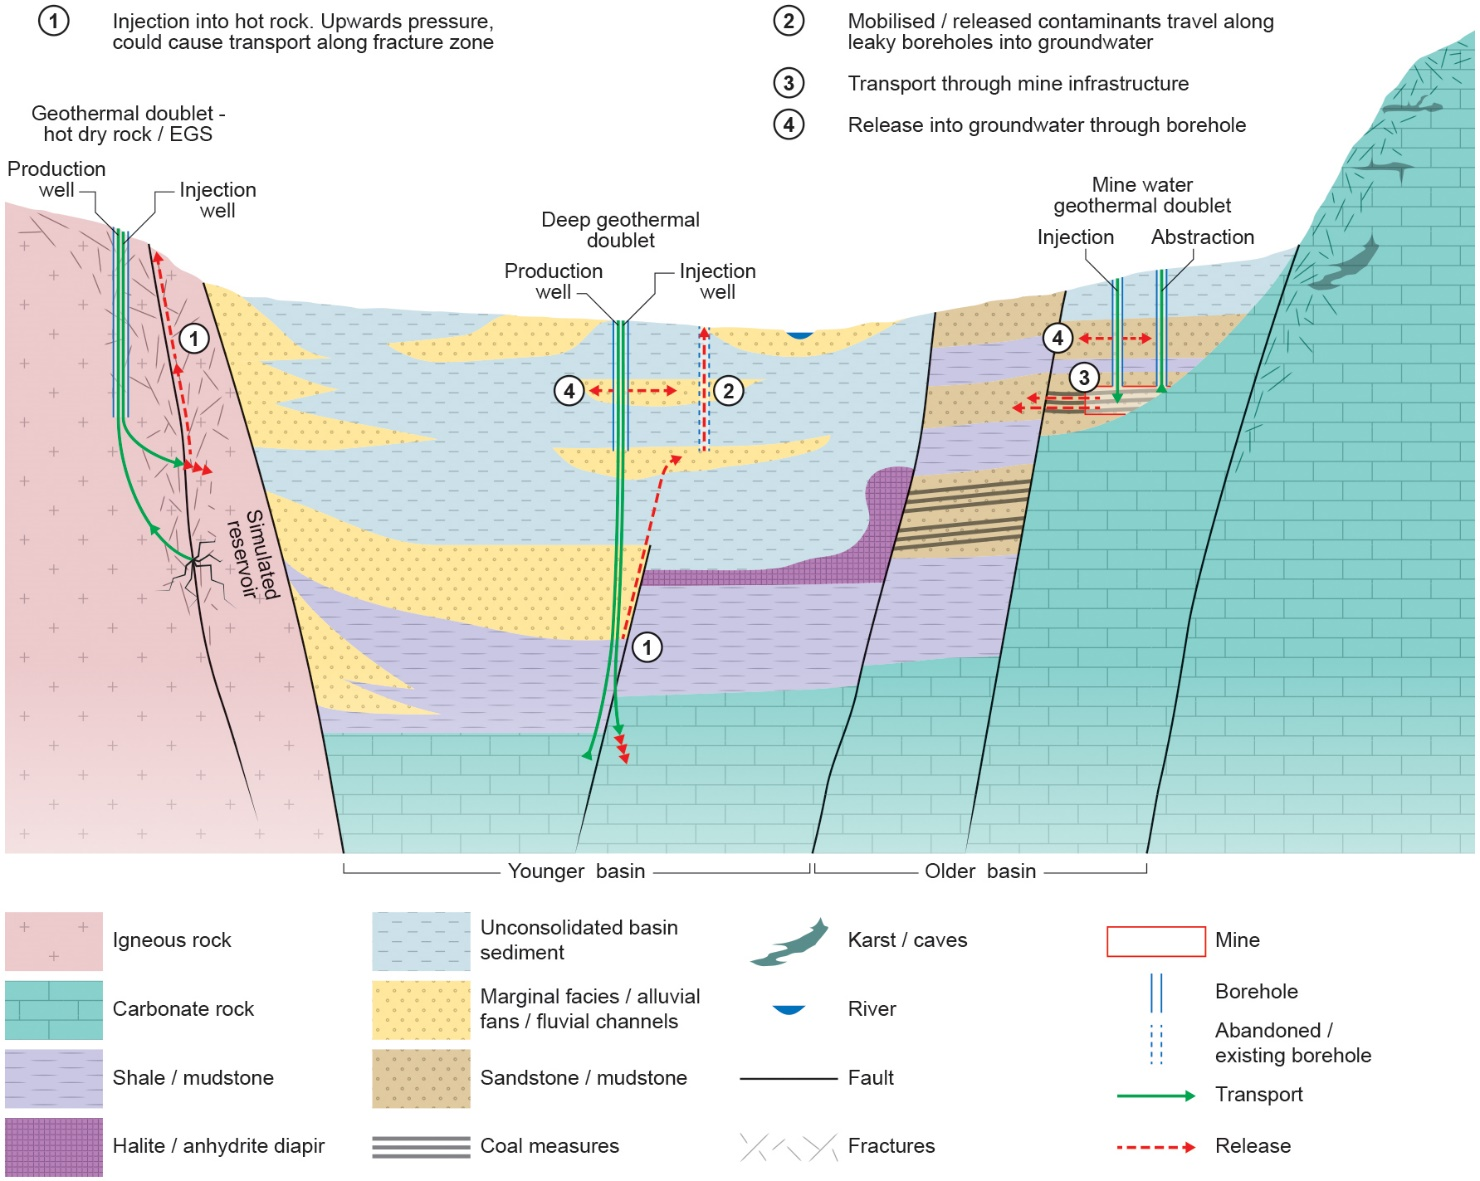 1
Injection into hot rock. Upwards pressure,
could cause transport along fracture zone
2
Mobilised / released contaminants travel along
leaky boreholes into groundwater
3
Transport through mine infrastructure
4
Release into groundwater through borehole
Geothermal doublet -
hot dry rock / EGS
Production
well
Injection
well
Deep geothermal
doublet
Production
well
Injection
well
Mine water
geothermal doublet
Injection
Abstraction
1
4
2
4
3
Simulated
reservoir
1
Younger basin
Older basin
Igneous rock
Carbonate rock
Shale / mudstone
Halite / anhydrite diapir
Unconsolidated basin
sediment
Marginal facies / alluvial
fans / fluvial channels
Sandstone / mudstone
Coal measures
Karst / caves
River
Fault
Fractures
Mine
Borehole
Abandoned /
existing borehole
Transport
Release